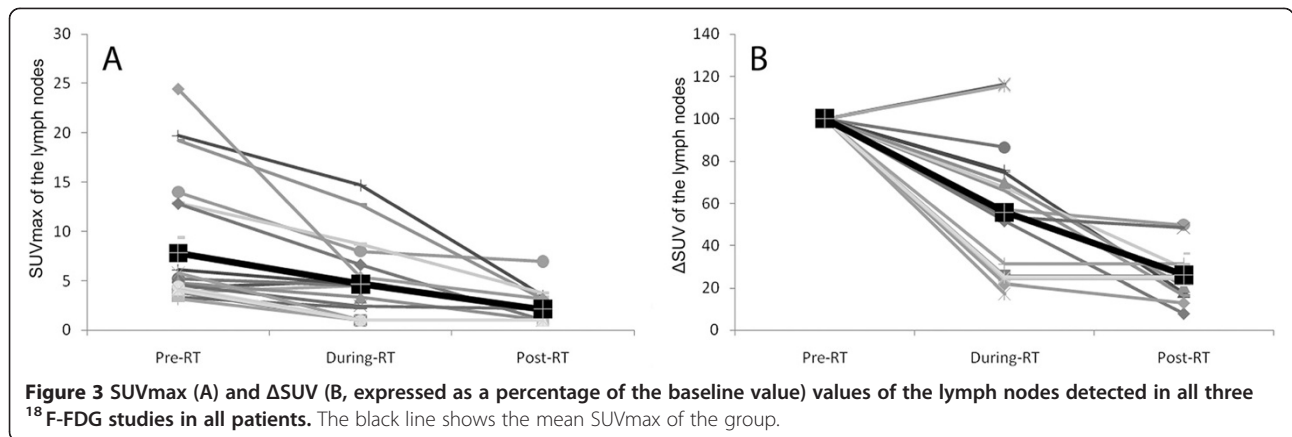 A
SUVmax of the lymph nodes
30
25
20
15
10
5
0
Pre-RT During-RT Post-RT
B
ΔSUV of the lymph nodes
140
120
100
80
60
40
20
0
Pre-RT During-RT Post-RT
Figure 3 SUVmax (A) and ΔSUV (B, expressed as a percentage of the baseline value) values of the lymph nodes detected in all three
18F-FDG studies in all patients. The black line shows the mean SUVmax of the group.